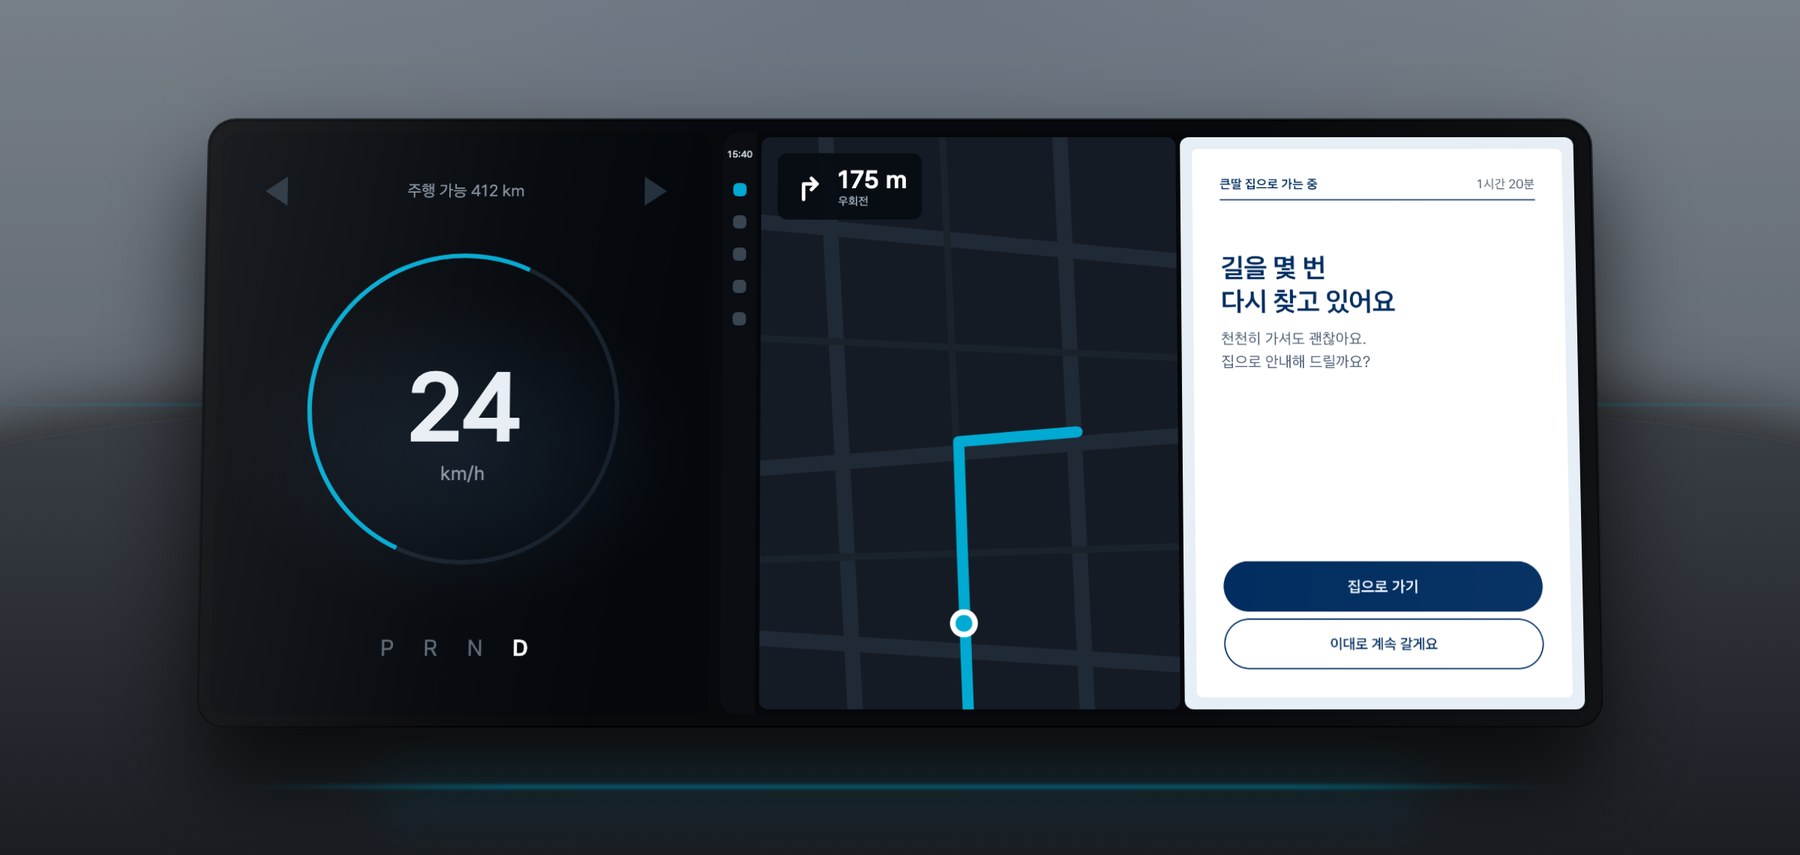 주행 가능 412 km
24
km/h
P R N D
15:40
175 m
우회전
큰딸 집으로 가는 중
1시간 20분
길을 몇 번
다시 찾고 있어요
천천히 가셔도 괜찮아요.
집으로 안내해 드릴까요?
집으로 가기
이대로 계속 갈게요